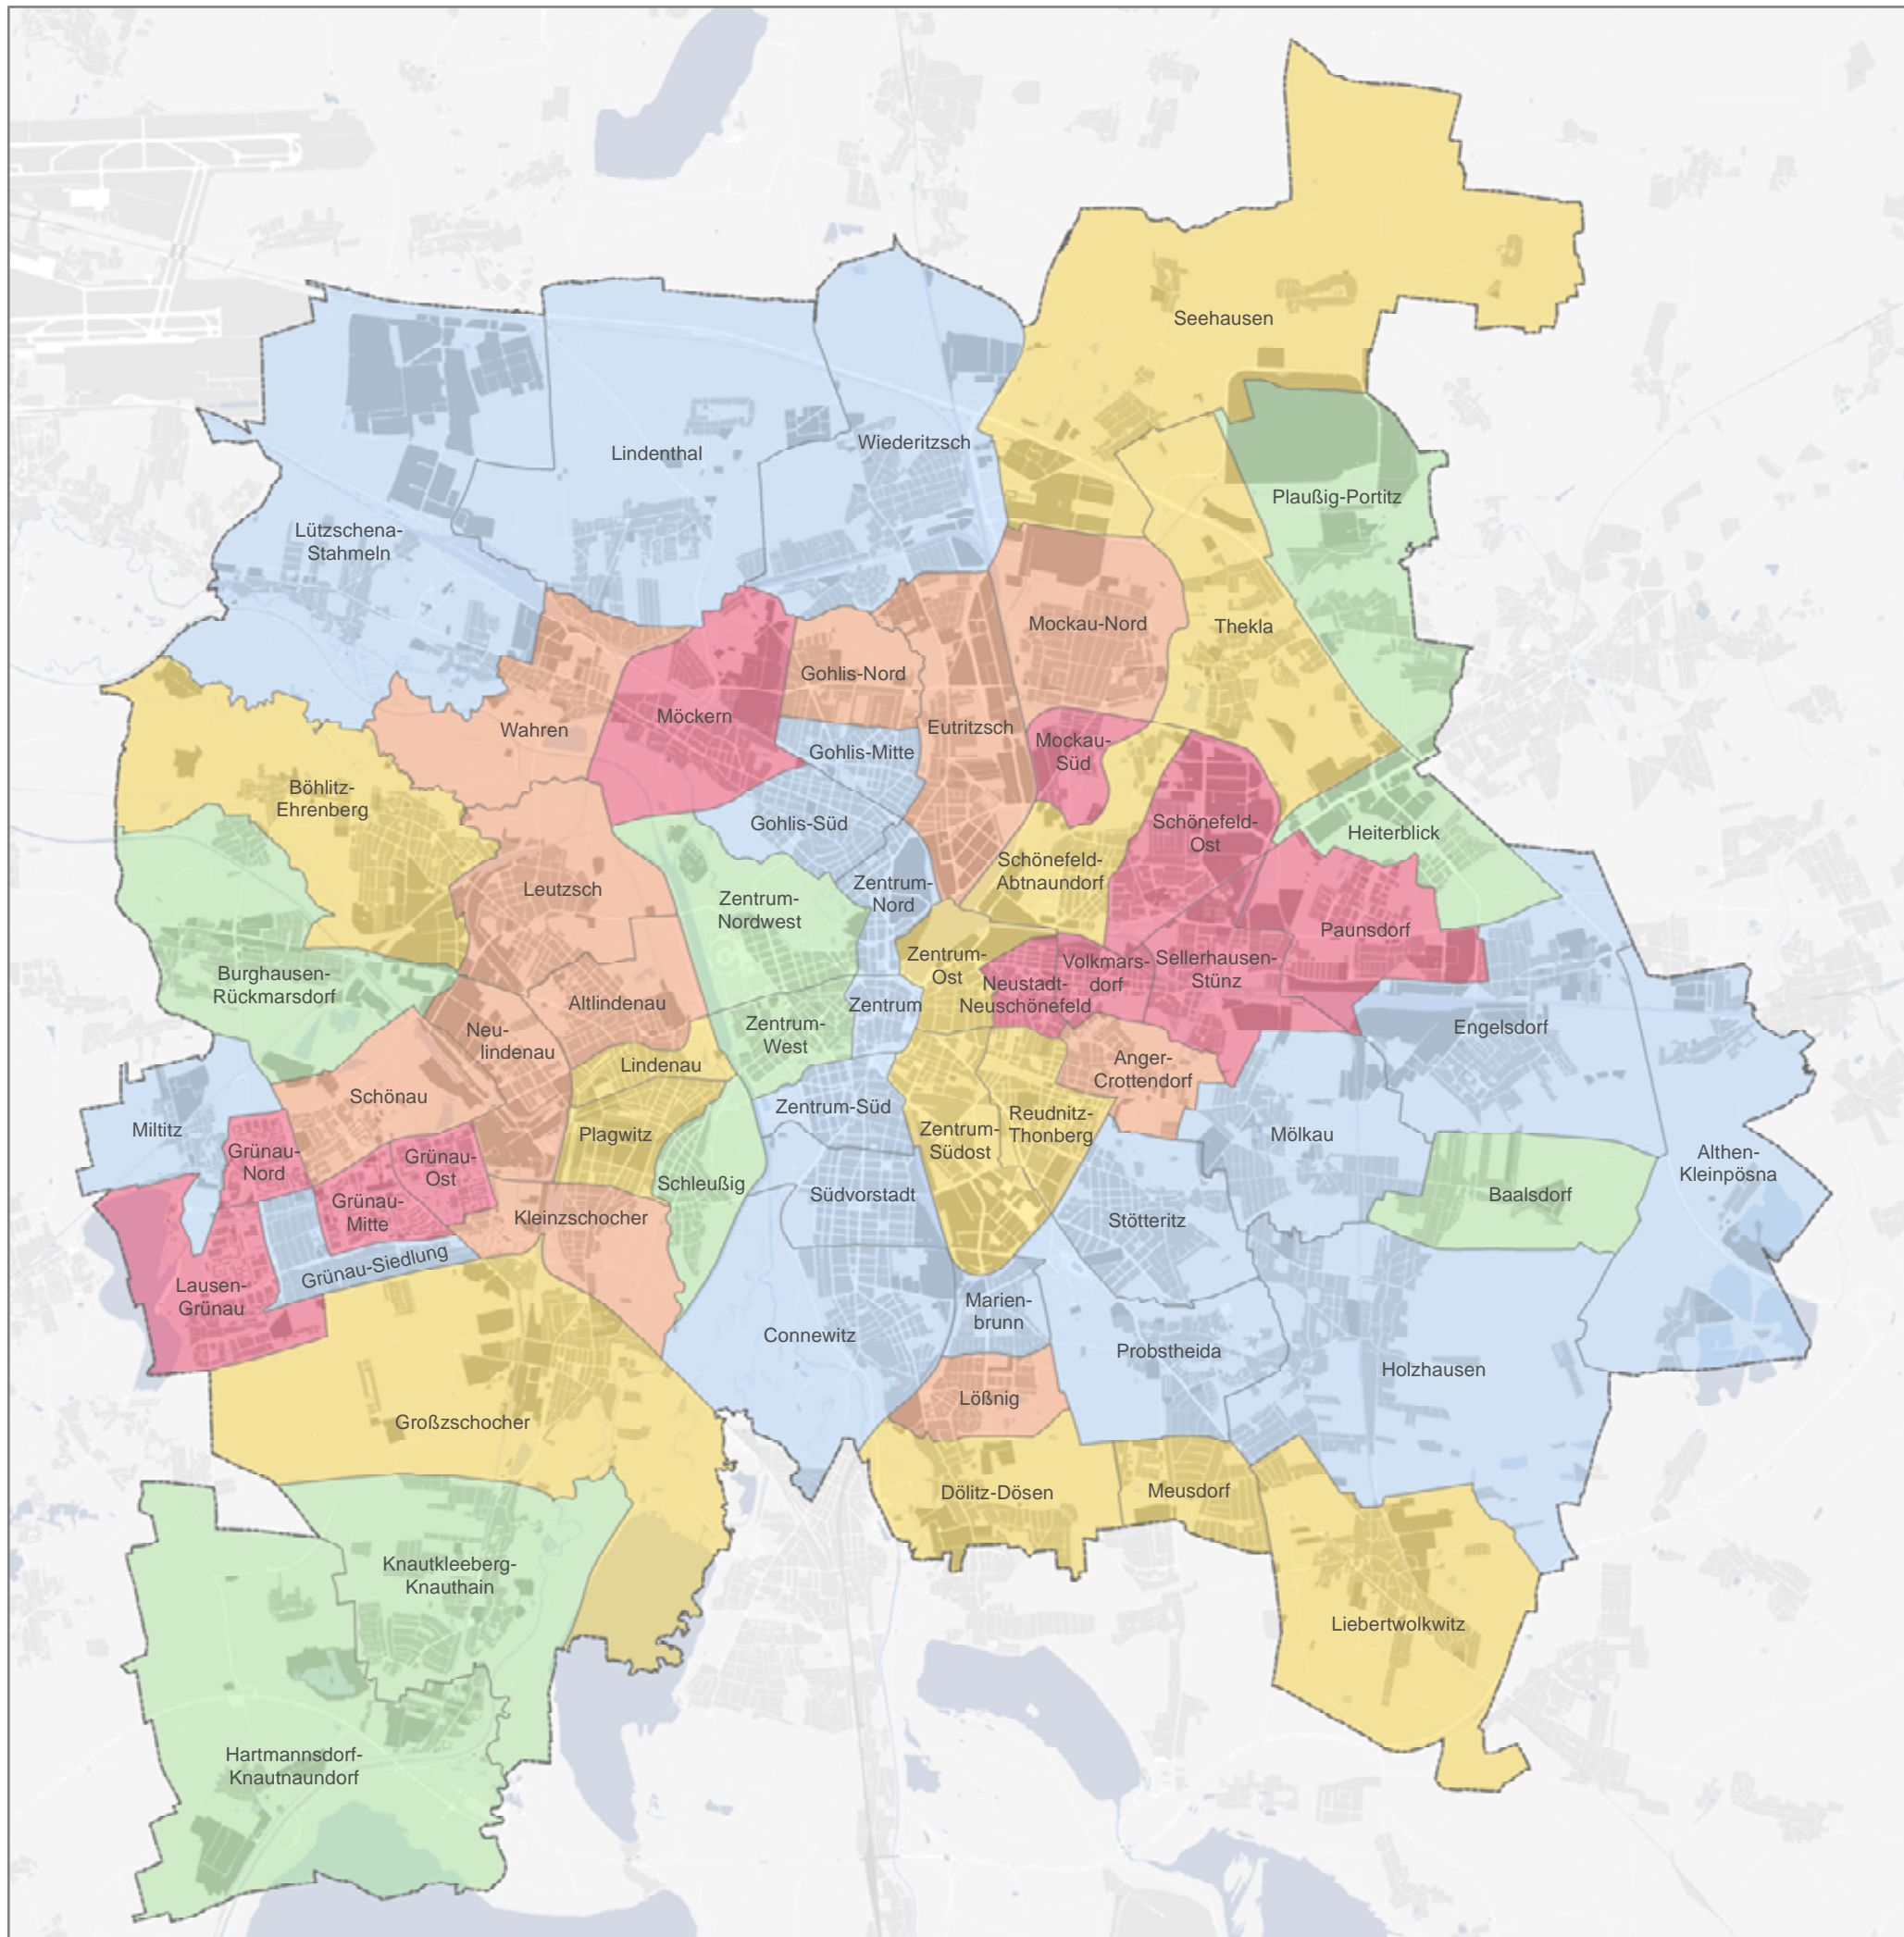 Seehausen
Wiederitzsch
Lindenthal
Plaußig-Portitz
Lützschena-
Stahmeln
Mockau-Nord
Thekla
Gohlis-Nord
Möckern
Eutritzsch
Wahren
Mockau-
Süd
Gohlis-Mitte
Böhlitz-
Ehrenberg
Gohlis-Süd
Schönefeld-
Ost
Heiterblick
Schönefeld-
Abtnaundorf
Leutzsch
Zentrum-
Nord
Zentrum-
Nordwest
Paunsdorf
Zentrum-
Ost
Volkmars-
dorf
Sellerhausen-
Stünz
Burghausen-
Rückmarsdorf
Neustadt-
Neuschönefeld
Altlindenau
Zentrum
Engelsdorf
Zentrum-
West
Neu-
lindenau
Lindenau
Anger-
Crottendorf
Schönau
Zentrum-Süd
Reudnitz-
Thonberg
Miltitz
Plagwitz
Zentrum-
Südost
Mölkau
Althen-
Kleinpösna
Grünau-
Nord
Grünau-
Ost
Schleußig
Südvorstadt
Baalsdorf
Grünau-
Mitte
Kleinzschocher
Stötteritz
Grünau-Siedlung
Lausen-
Grünau
Marien-
brunn
Connewitz
Probstheida
Holzhausen
Lößnig
Großzschocher
Dölitz-Dösen
Meusdorf
Knautkleeberg-
Knauthain
Liebertwolkwitz
Hartmannsdorf-
Knautnaundorf